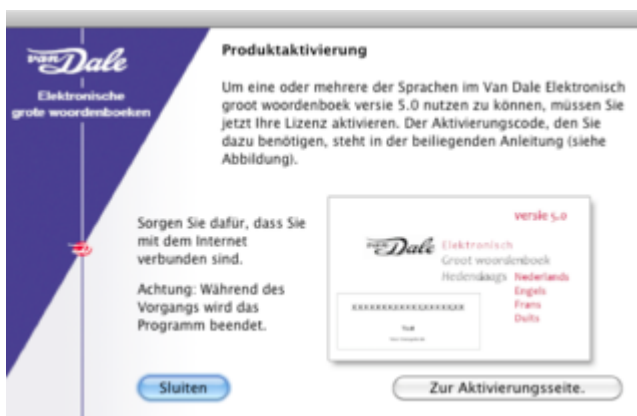 van Dale
Elektronische
grote woordenboeken
Produktaktivierung
Um eine oder mehrere der Sprachen im Van Dale Elektronisch
groot woordenboek versie 5.0 nutzen zu können, müssen Sie
jetzt Ihre Lizenz aktivieren. Der Aktivierungscode, den Sie
dazu benötigen, steht in der beiliegenden Anleitung (siehe
Abbildung).
Sorgen Sie dafür, dass Sie
mit dem Internet
verbunden sind.
Achtung: Während des
Vorgangs wird das
Programm beendet.
versie 5.0
van Dale Elektronisch
Groot woordenboek
Hedendaags Nederlands
Engels
Frans
Duits
Sluiten
Zur Aktivierungsseite.